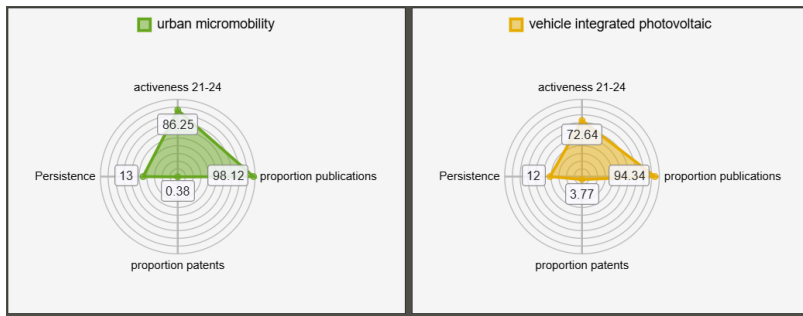 urban micromobility
activeness 21-24
86.25
Persistence
13
98.12
proportion publications
0.38
proportion patents
vehicle integrated photovoltaic
activeness 21-24
72.64
Persistence
12
94.34
proportion publications
3.77
proportion patents